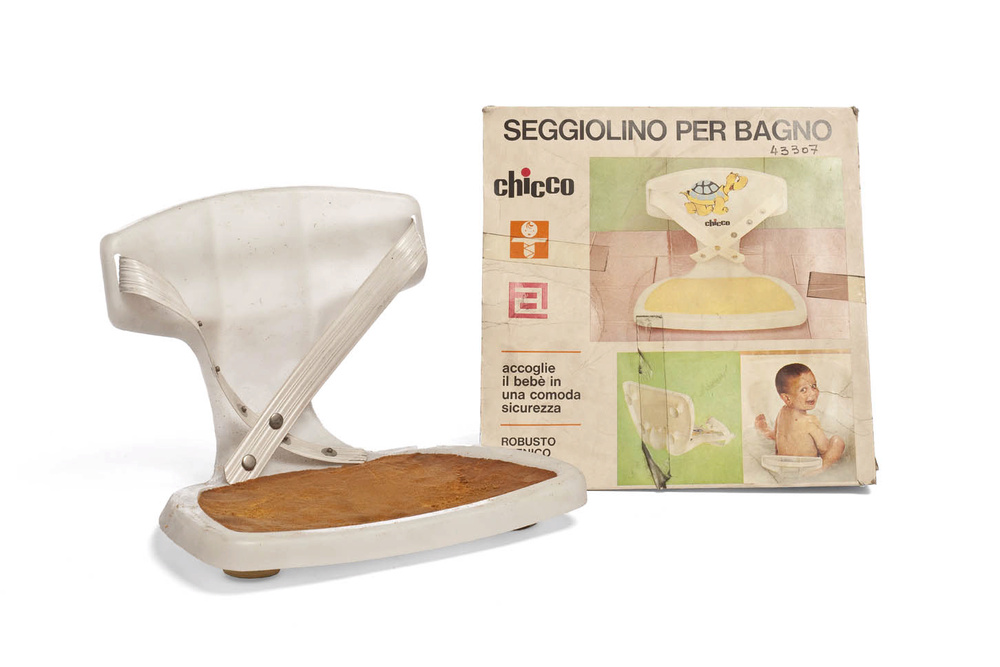 SEGGIOLINO PER BAGNO
43307
chicco
chicco
accoglie
il bebè in
una comoda
sicurezza
ROBUSTO